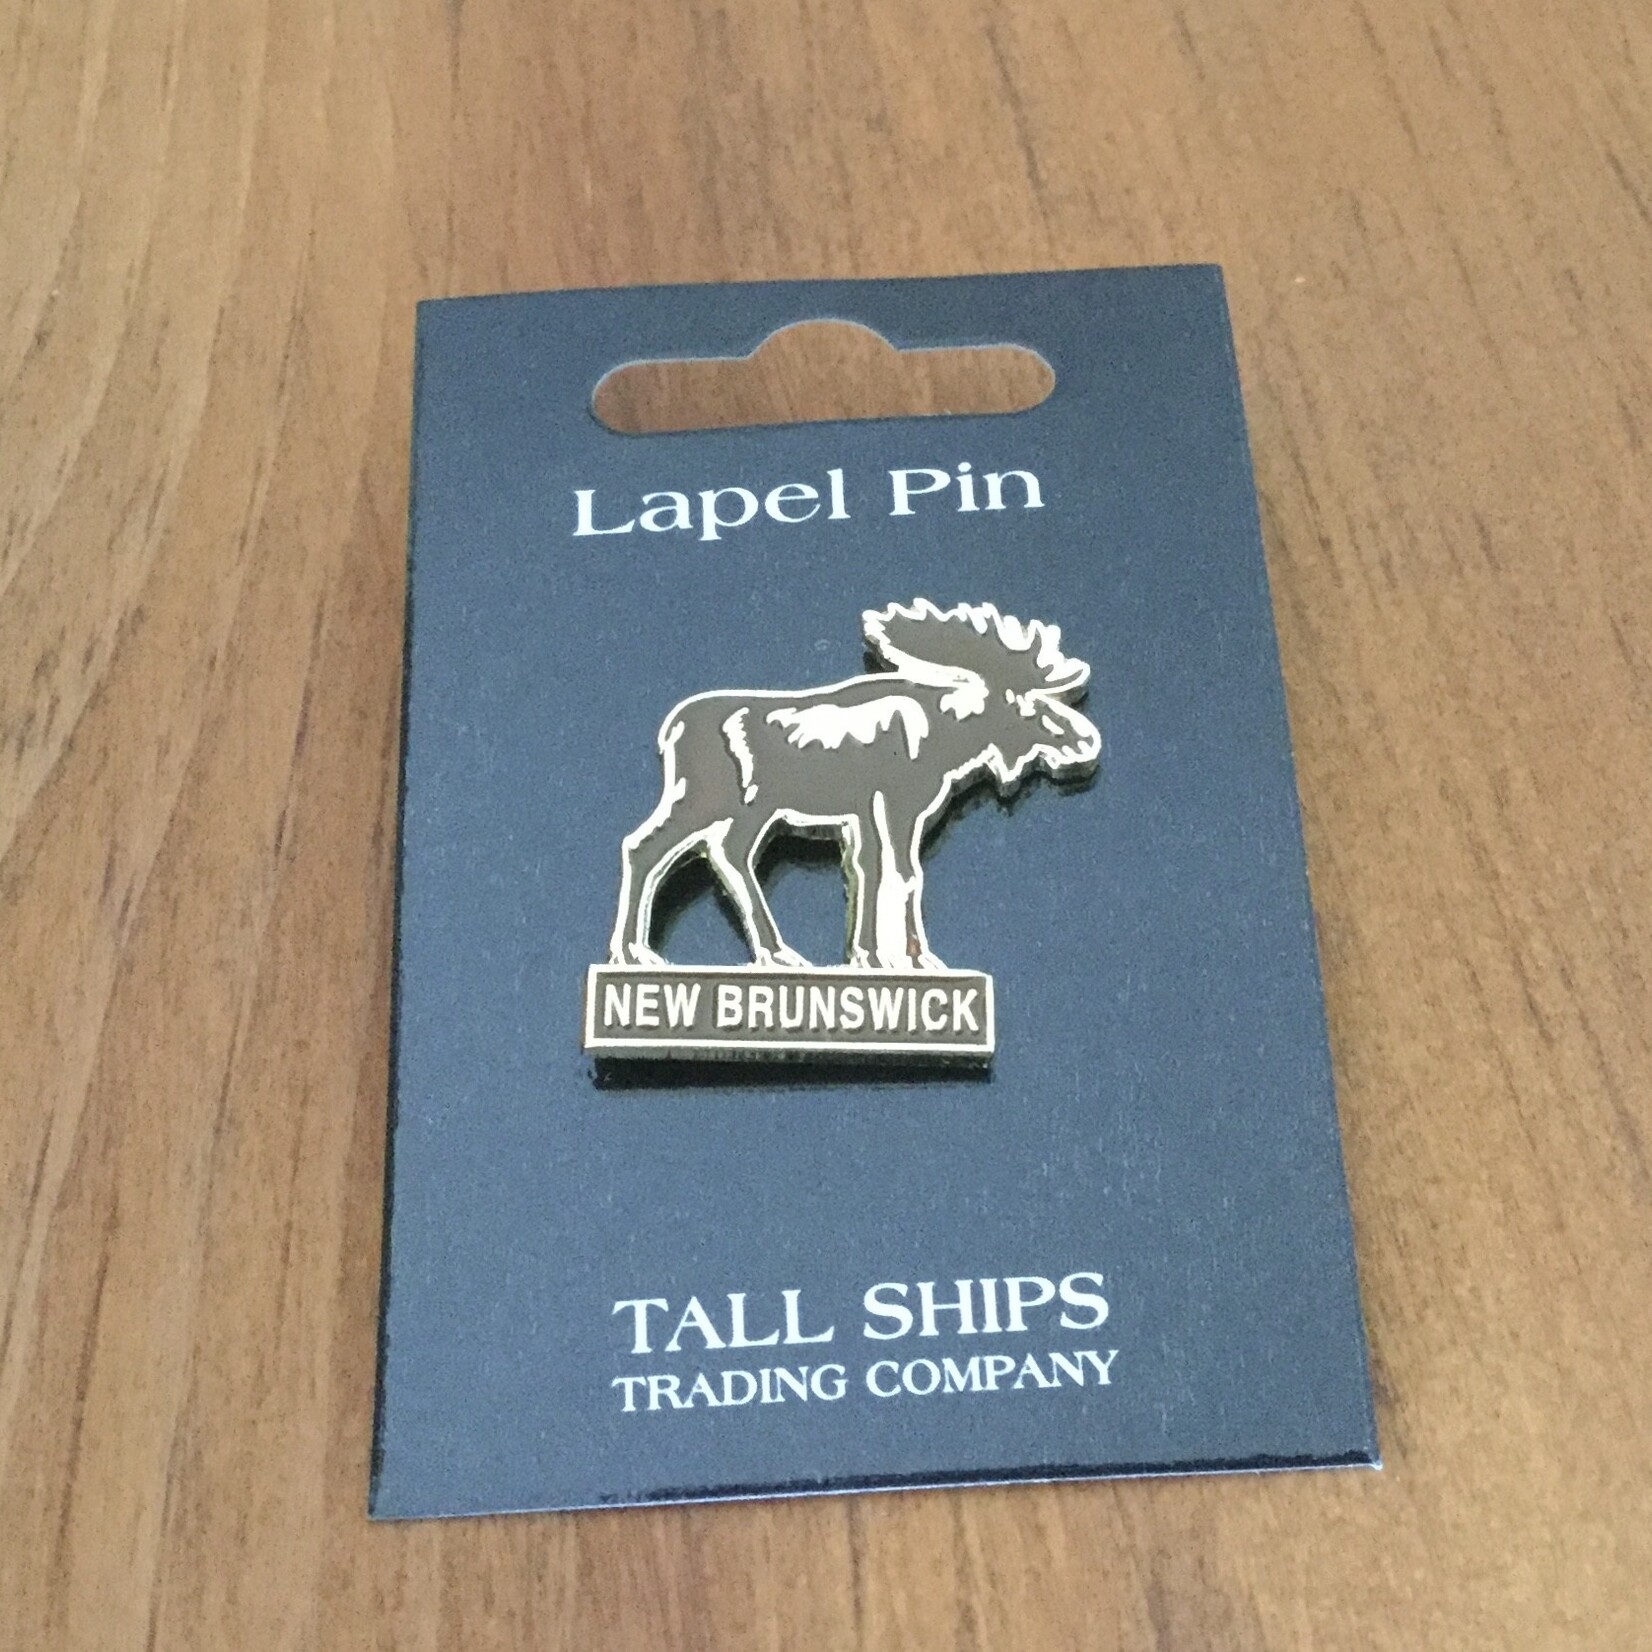 Lapel Pin
NEW BRUNSWICK
TALL SHIPS
TRADING COMPANY